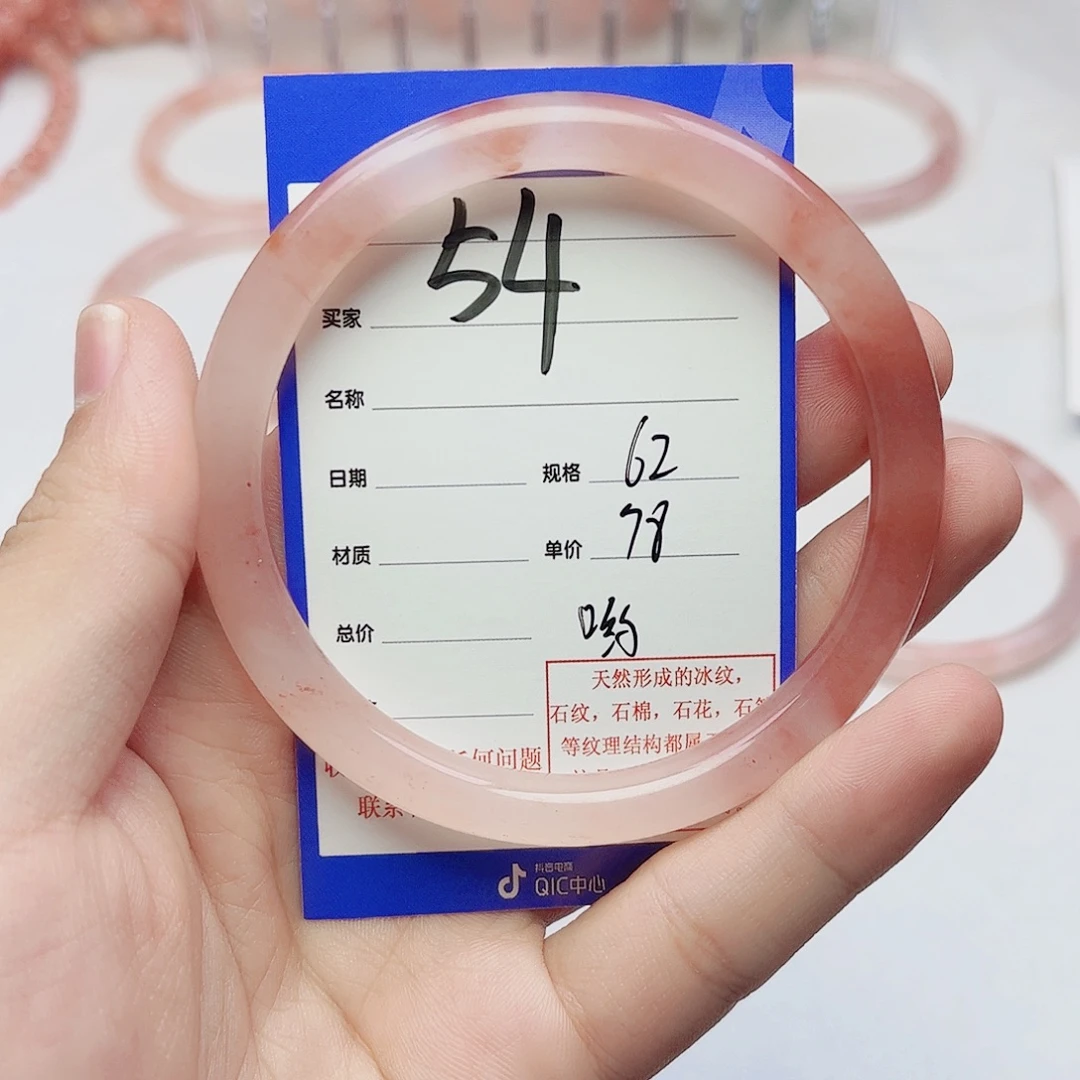 54
买家
名称
日期 规格 62
材质 单价 78
总价 哟
天然形成的冰纹，
石纹，石棉，石花，石
等纹理结构都属
何问题
联系
抖音电商
QIC中心